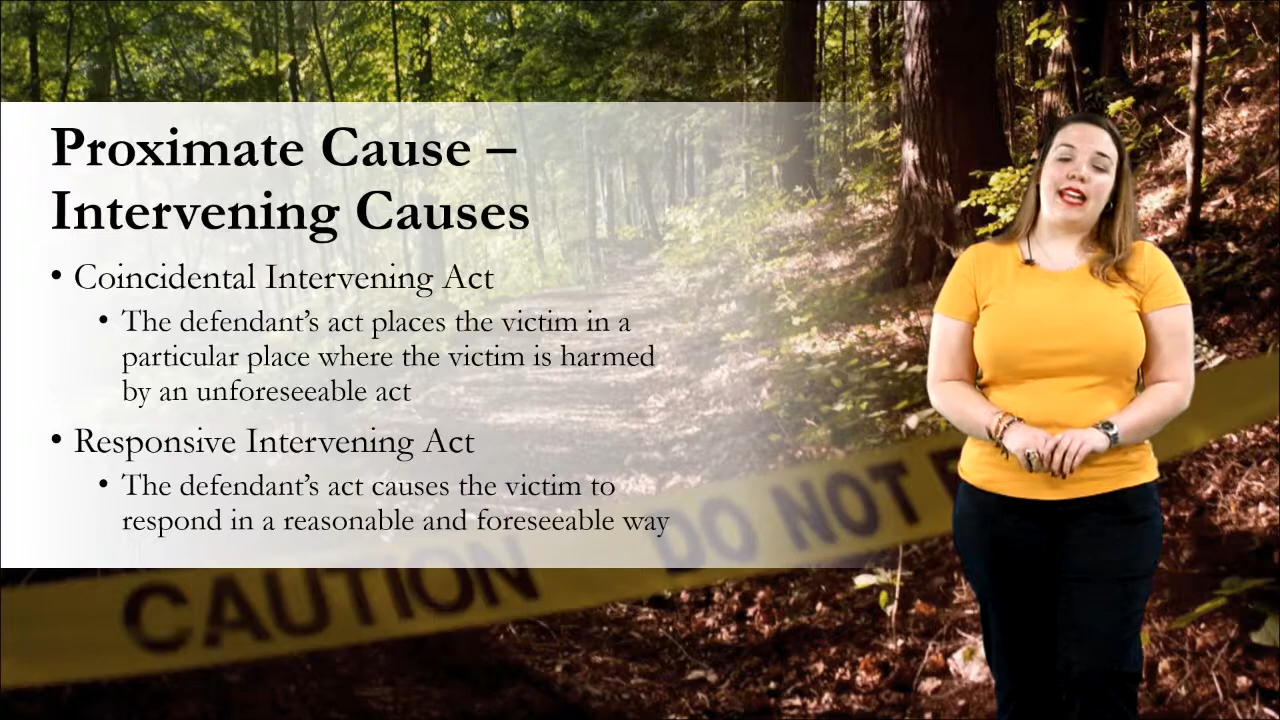 Proximate Cause –
Intervening Causes
• Coincidental Intervening Act
• The defendant’s act places the victim in a
particular place where the victim is harmed
by an unforeseeable act
• Responsive Intervening Act
• The defendant’s act causes the victim to
respond in a reasonable and foreseeable way
CAUTION DO NOT